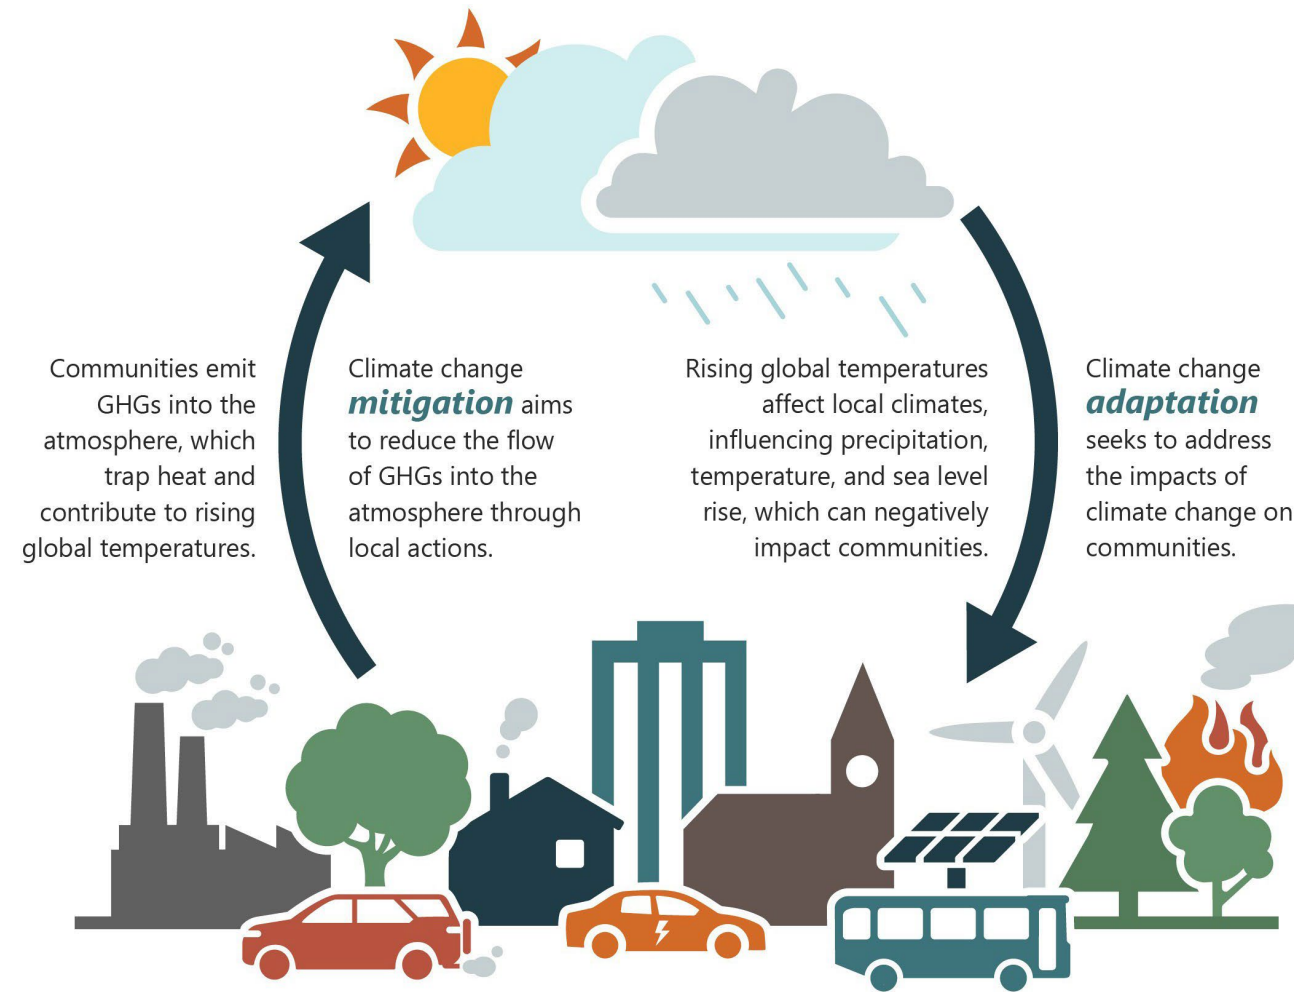 Communities emit
GHGs into the
atmosphere, which
trap heat and
contribute to rising
global temperatures.
Climate change
mitigation aims
to reduce the flow
of GHGs into the
atmosphere through
local actions.
Rising global temperatures
affect local climates,
influencing precipitation,
temperature, and sea level
rise, which can negatively
impact communities.
Climate change
adaptation
seeks to address
the impacts of
climate change on
communities.